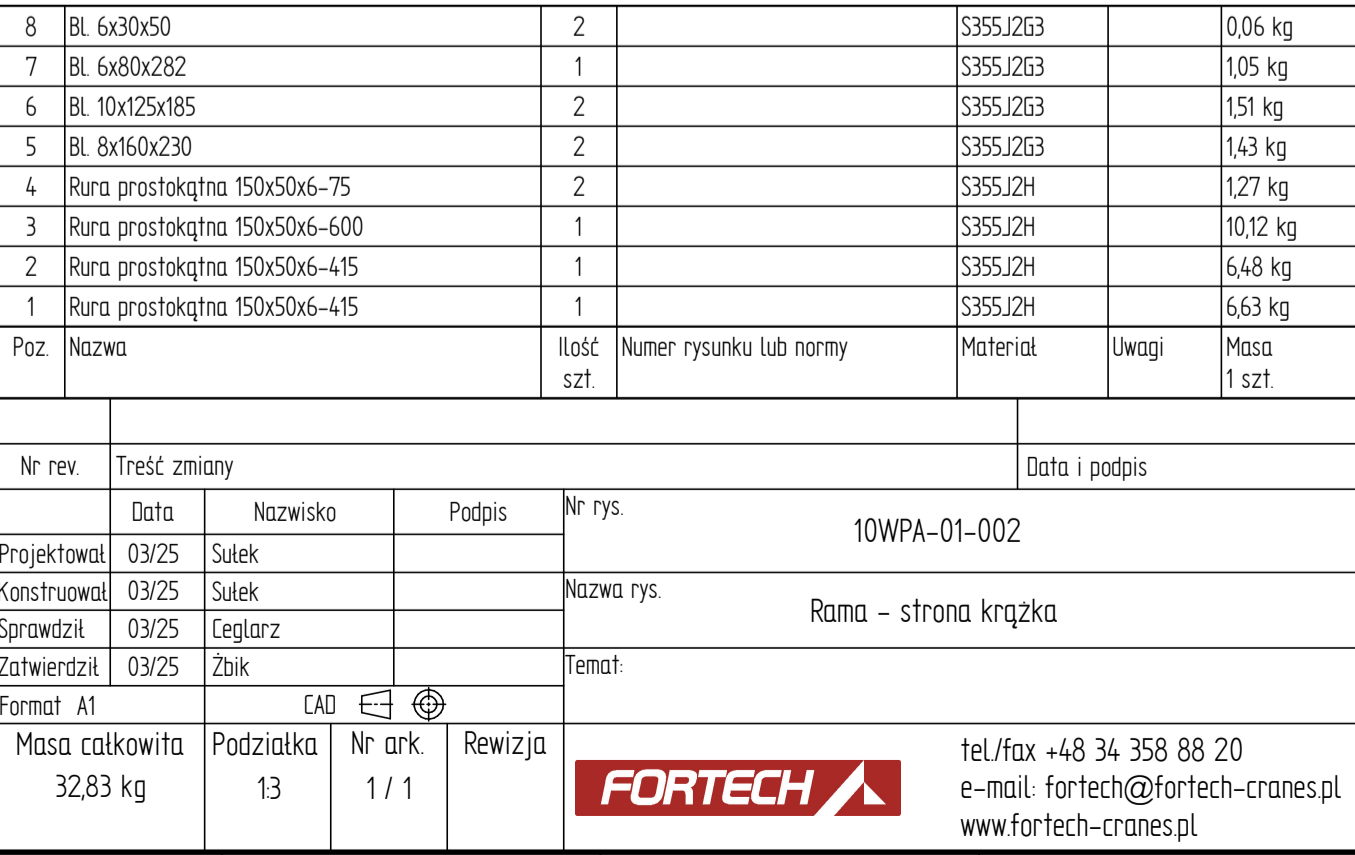 8 Bl. 6x30x50 2 S355J2G3 0,06 kg
7 Bl. 6x80x282 1 S355J2G3 1,05 kg
6 Bl. 10x125x185 2 S355J2G3 1,51 kg
5 Bl. 8x160x230 2 S355J2G3 1,43 kg
4 Rura prostokątna 150x50x6-75 2 S355J2H 1,27 kg
3 Rura prostokątna 150x50x6-600 1 S355J2H 10,12 kg
2 Rura prostokątna 150x50x6-415 1 S355J2H 6,48 kg
1 Rura prostokątna 150x50x6-415 1 S355J2H 6,63 kg
Poz. Nazwa Ilość Numer rysunku lub normy Materiał Uwagi Masa
szt. 1 szt.
Nr rev. Treść zmiany Data i podpis
Data Nazwisko Podpis
Projektował 03/25 Sułek
Konstruował 03/25 Sułek
Sprawdził 03/25 Ceglarz
Zatwierdził 03/25 Żbik
Format A1 CAD
Nr rys.
10WPA-01-002
Nazwa rys.
Rama - strona krążka
Temat:
Masa całkowita Podziałka Nr ark. Rewizja
32,83 kg 1:3 1 / 1
FORTECH
tel./fax +48 34 358 88 20
e-mail: fortech@fortech-cranes.pl
www.fortech-cranes.pl